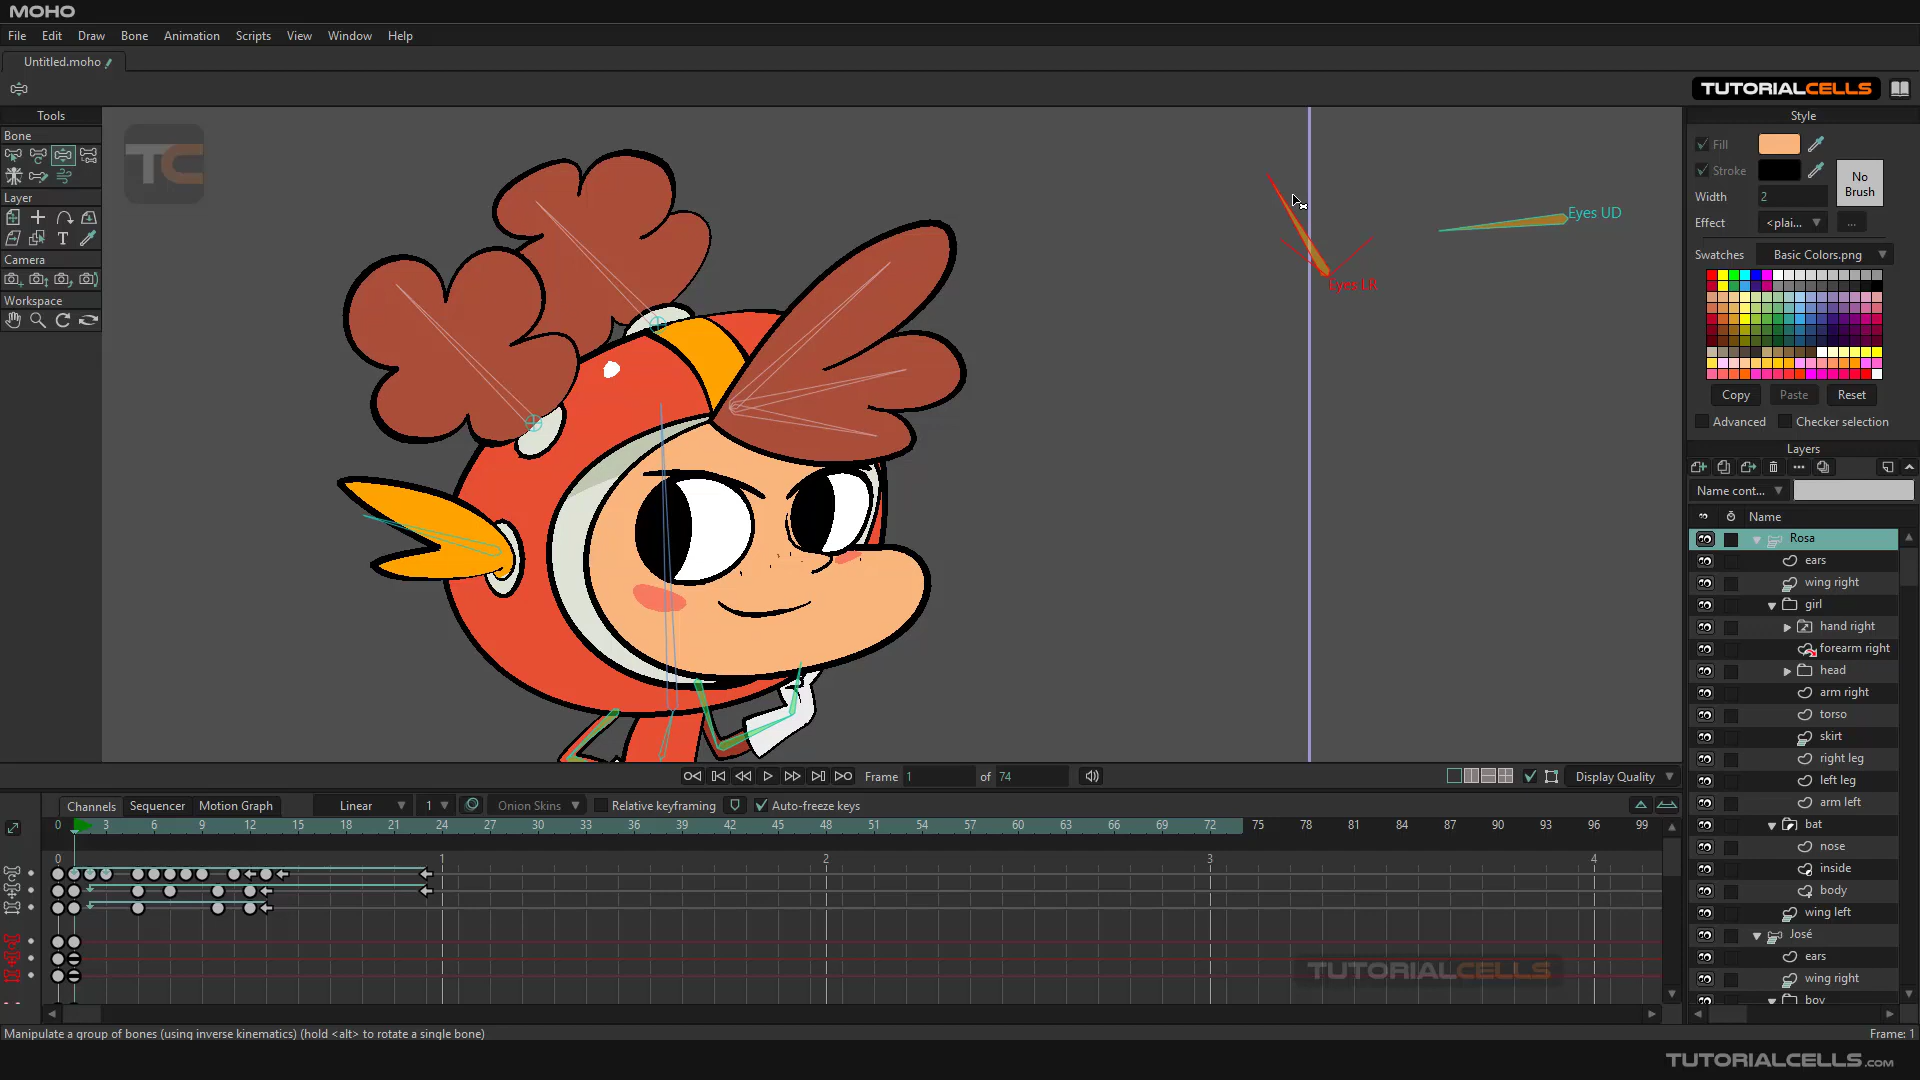 MOHO
File Edit Draw Bone Animation Scripts View Window Help
Untitled.moho
TUTORIALCELLS
Tools
Bone
Layer
T
Camera
Workspace
TC
Eyes UD
Eyes LR
Style
Fill
Stroke
No Brush
Width 2
Effect <plai... ...
Swatches Basic Colors.png
Copy Paste Reset
Advanced Checker selection
Layers
Name cont...
Name
Rosa
ears
wing right
girl
hand right
forearm right
head
arm right
torso
skirt
right leg
left leg
arm left
bat
nose
inside
body
wing left
José
ears
wing right
boy
Frame 1 of 74
Display Quality
Channels Sequencer Motion Graph Linear 1 Onion Skins Relative keyframing Auto-freeze keys
0 3 6 9 12 15 18 21 24 27 30 33 36 39 42 45 48 51 54 57 60 63 66 69 72 75 78 81 84 87 90 93 96 99
0 1 2 3 4
TUTORIALCELLS
Manipulate a group of bones (using inverse kinematics) (hold <alt> to rotate a single bone)
Frame: 1
TUTORIALCELLS.COM